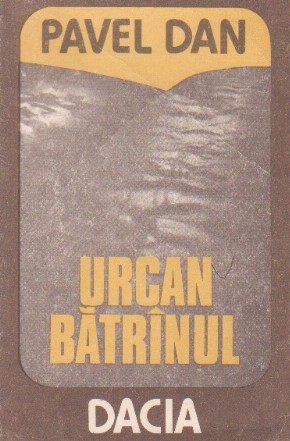 PAVEL DAN
URCAN
BĂTRÎNUL
DACIA